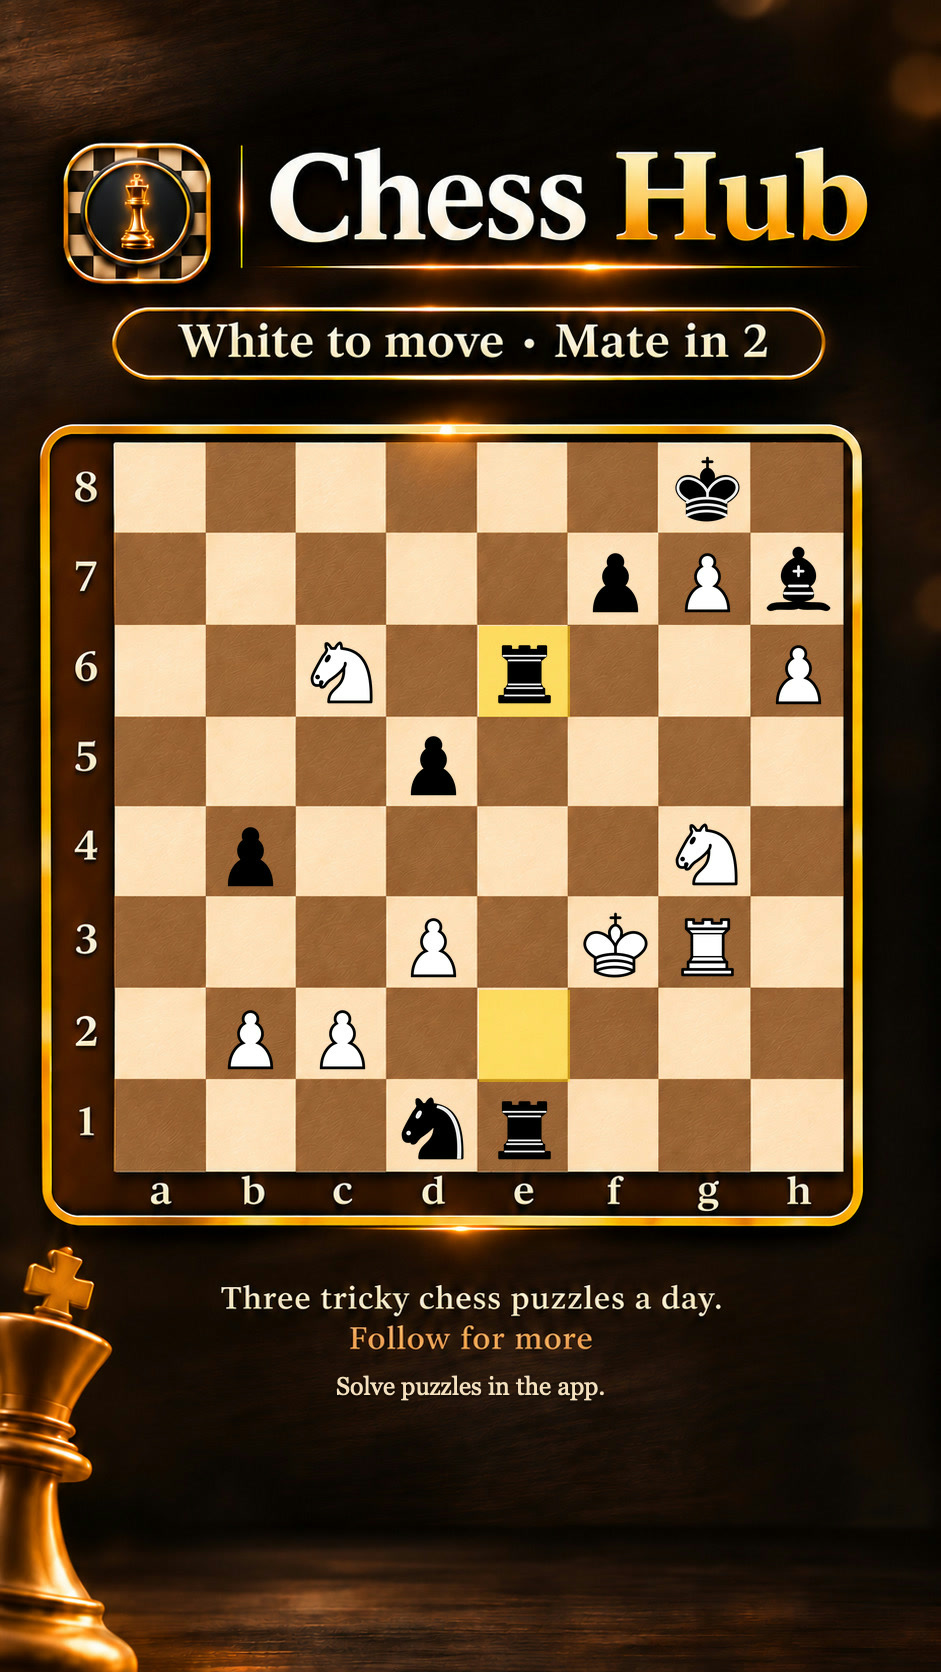 Chess Hub
White to move • Mate in 2
8
7
6
5
4
3
2
1
a b c d e f g h
Three tricky chess puzzles a day.
Follow for more
Solve puzzles in the app.